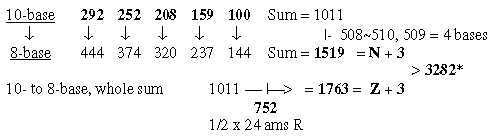 10-base 292 252 208 159 100 Sum = 1011
↓ ↓ ↓ ↓ ↓ ↓ |- 508~510, 509 = 4 bases
8-base 444 374 320 237 144 Sum = 1519 = N + 3
> 3282*
10- to 8-base, whole sum 1011 — |—> = 1763 = Z + 3
752
1/2 x 24 ams R